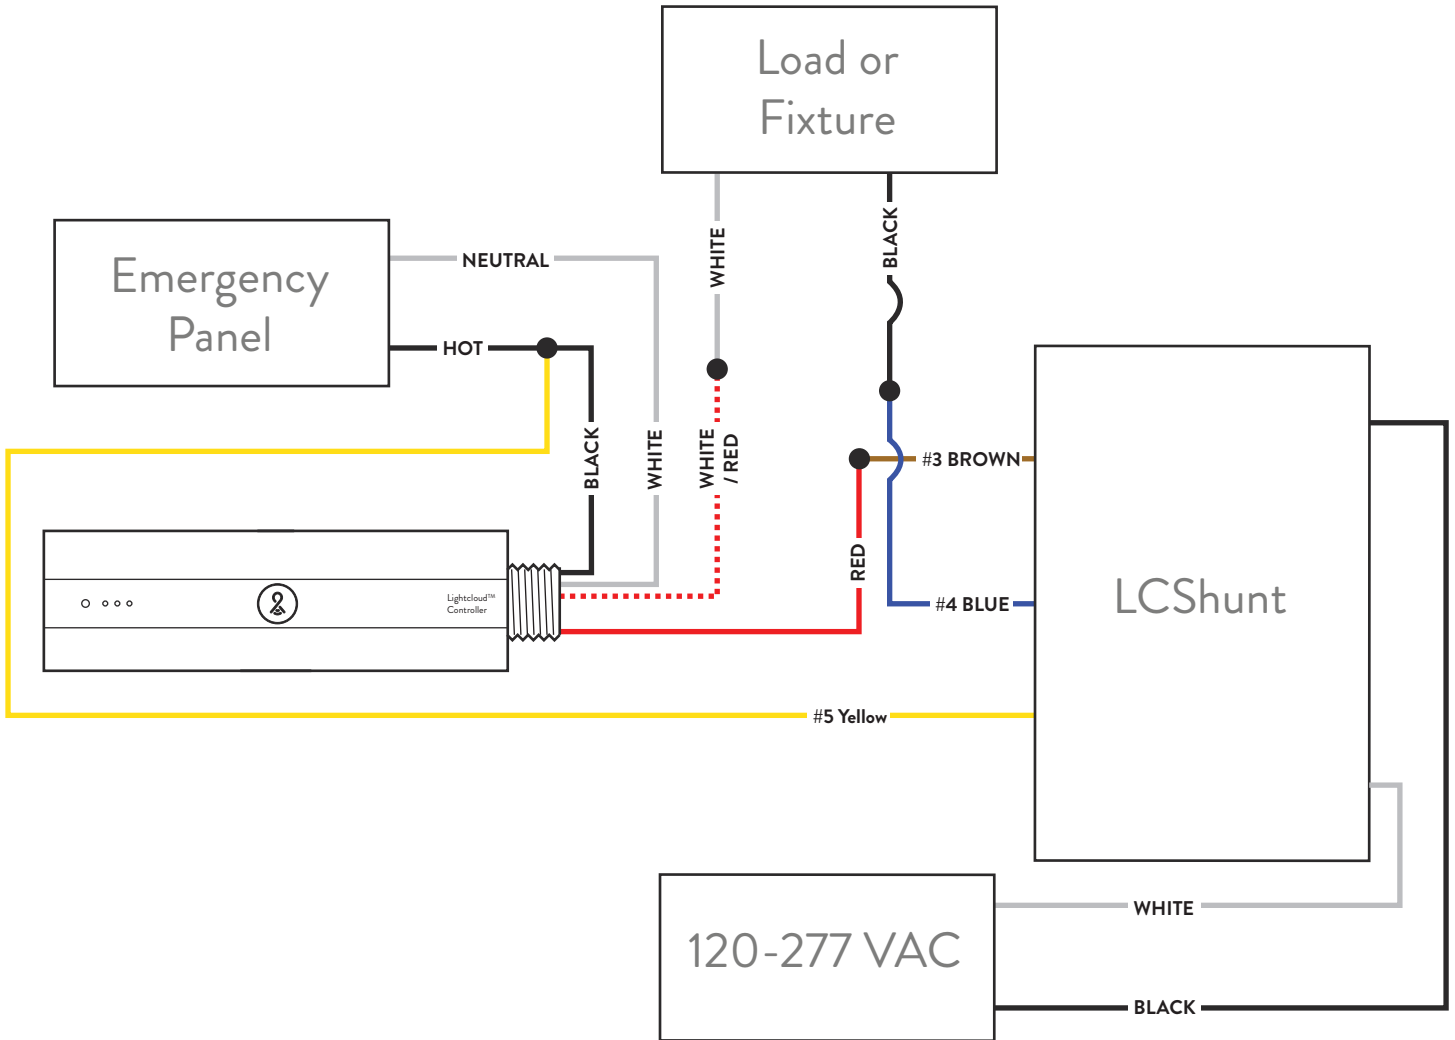 Load or
Fixture
Emergency
Panel
NEUTRAL
HOT
BLACK
WHITE
WHITE
WHITE
/ RED
BLACK
#3 BROWN
RED
#4 BLUE
LCShunt
Lightcloud™
Controller
#5 Yellow
120-277 VAC
WHITE
BLACK